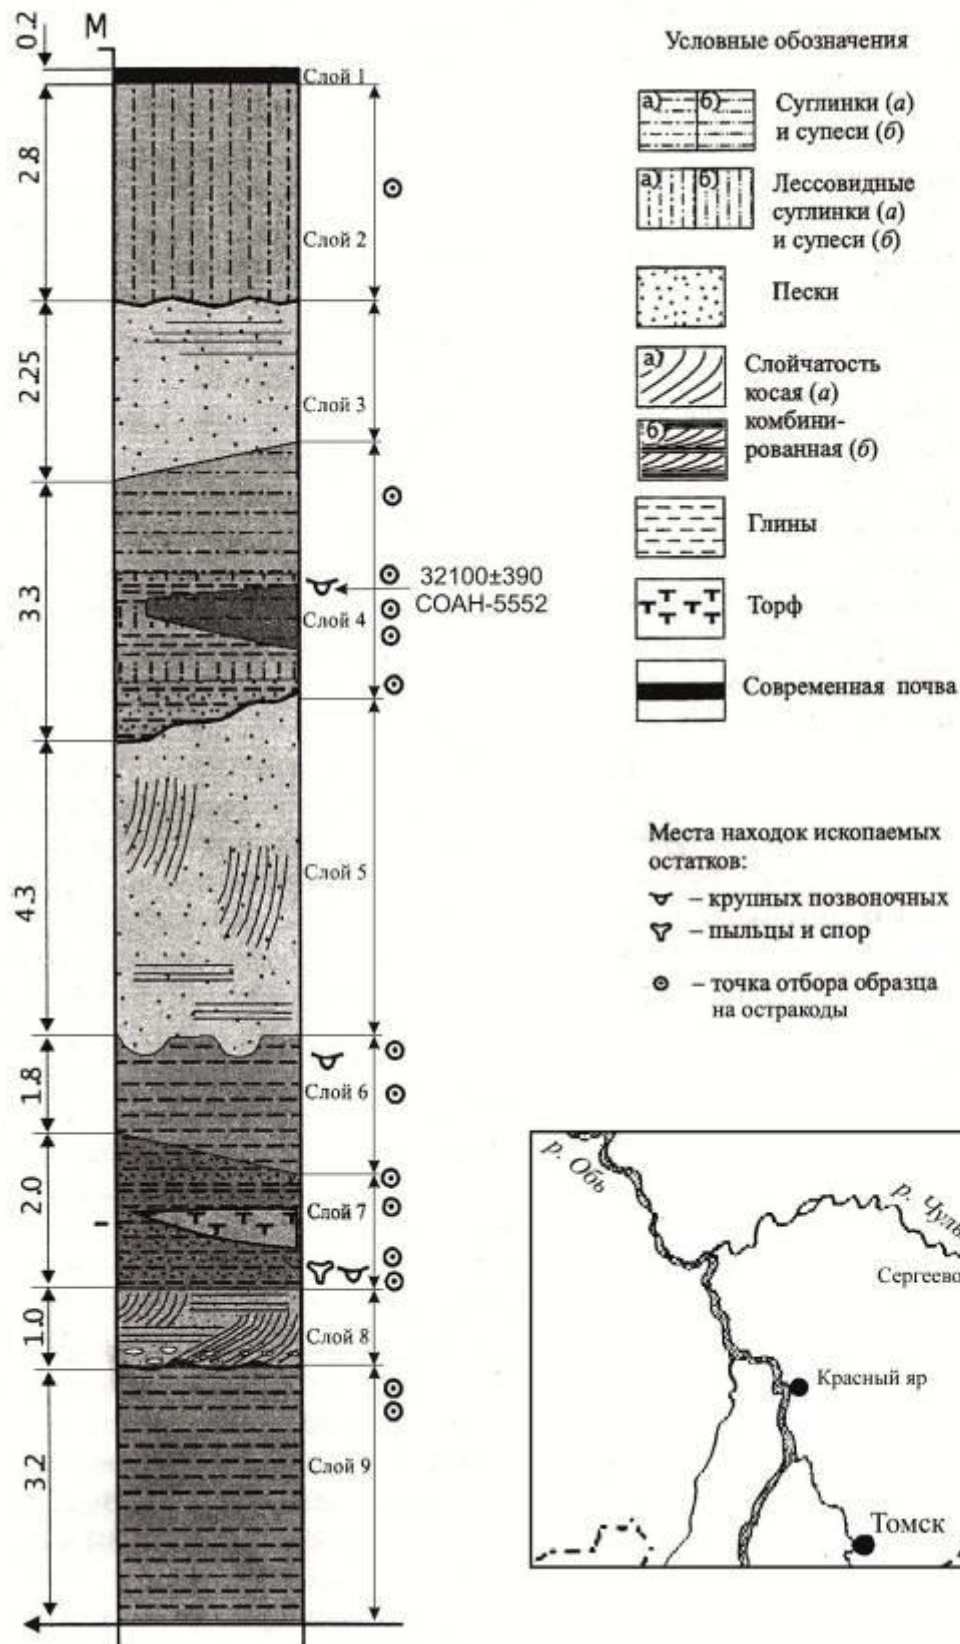 М
0.2
2.8
2.25
3.3
4.3
1.8
2.0
1.0
3.2
Слой 1
Слой 2
Слой 3
Слой 4
Слой 5
Слой 6
Слой 7
Слой 8
Слой 9
32100±390
СОАН-5552
Условные обозначения
а) б)
Суглинки (а)
и супеси (б)
а) б)
Лессовидные
суглинки (а)
и супеси (б)
Пески
а)
б)
Слойчатость
косая (а)
комбини-
рованная (б)
Глины
Торф
Современная почва
Места находок ископаемых
остатков:
– крупных позвоночных
– пыльцы и спор
– точка отбора образца
на остракоды
р. Обь
р. Чулы
Сергеево
Красный яр
Томск